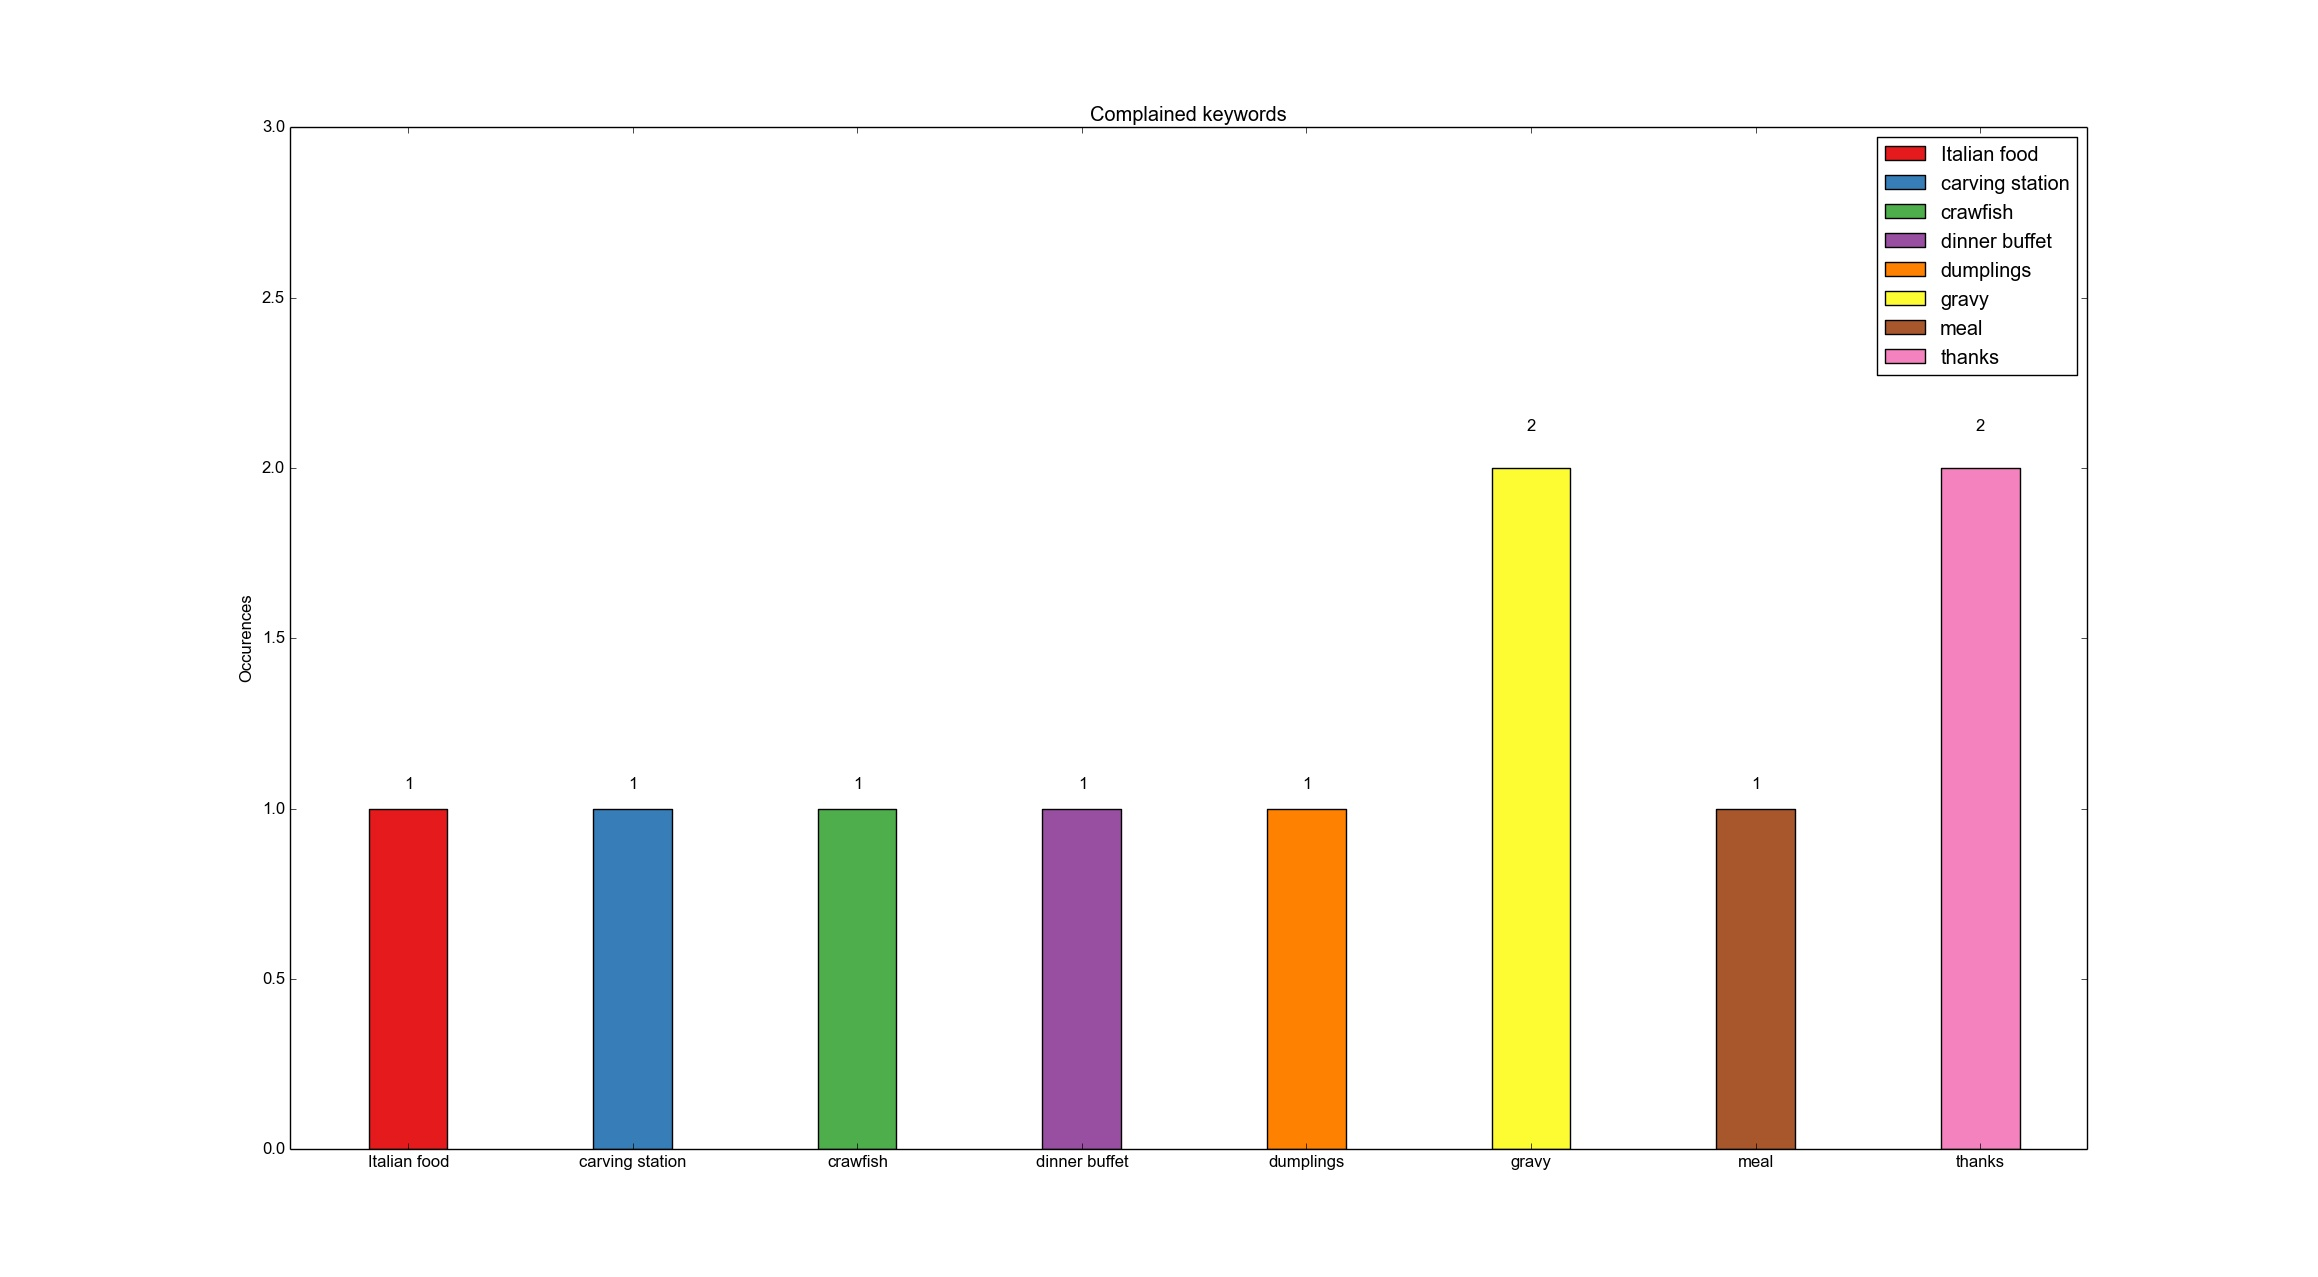 Complained keywords
3.0
2.5
2.0
1.5
1.0
0.5
0.0
Occurences
Italian food
carving station
crawfish
dinner buffet
dumplings
gravy
meal
thanks
2 2
1 1 1 1 1 1
Italian food carving station crawfish dinner buffet dumplings gravy meal thanks